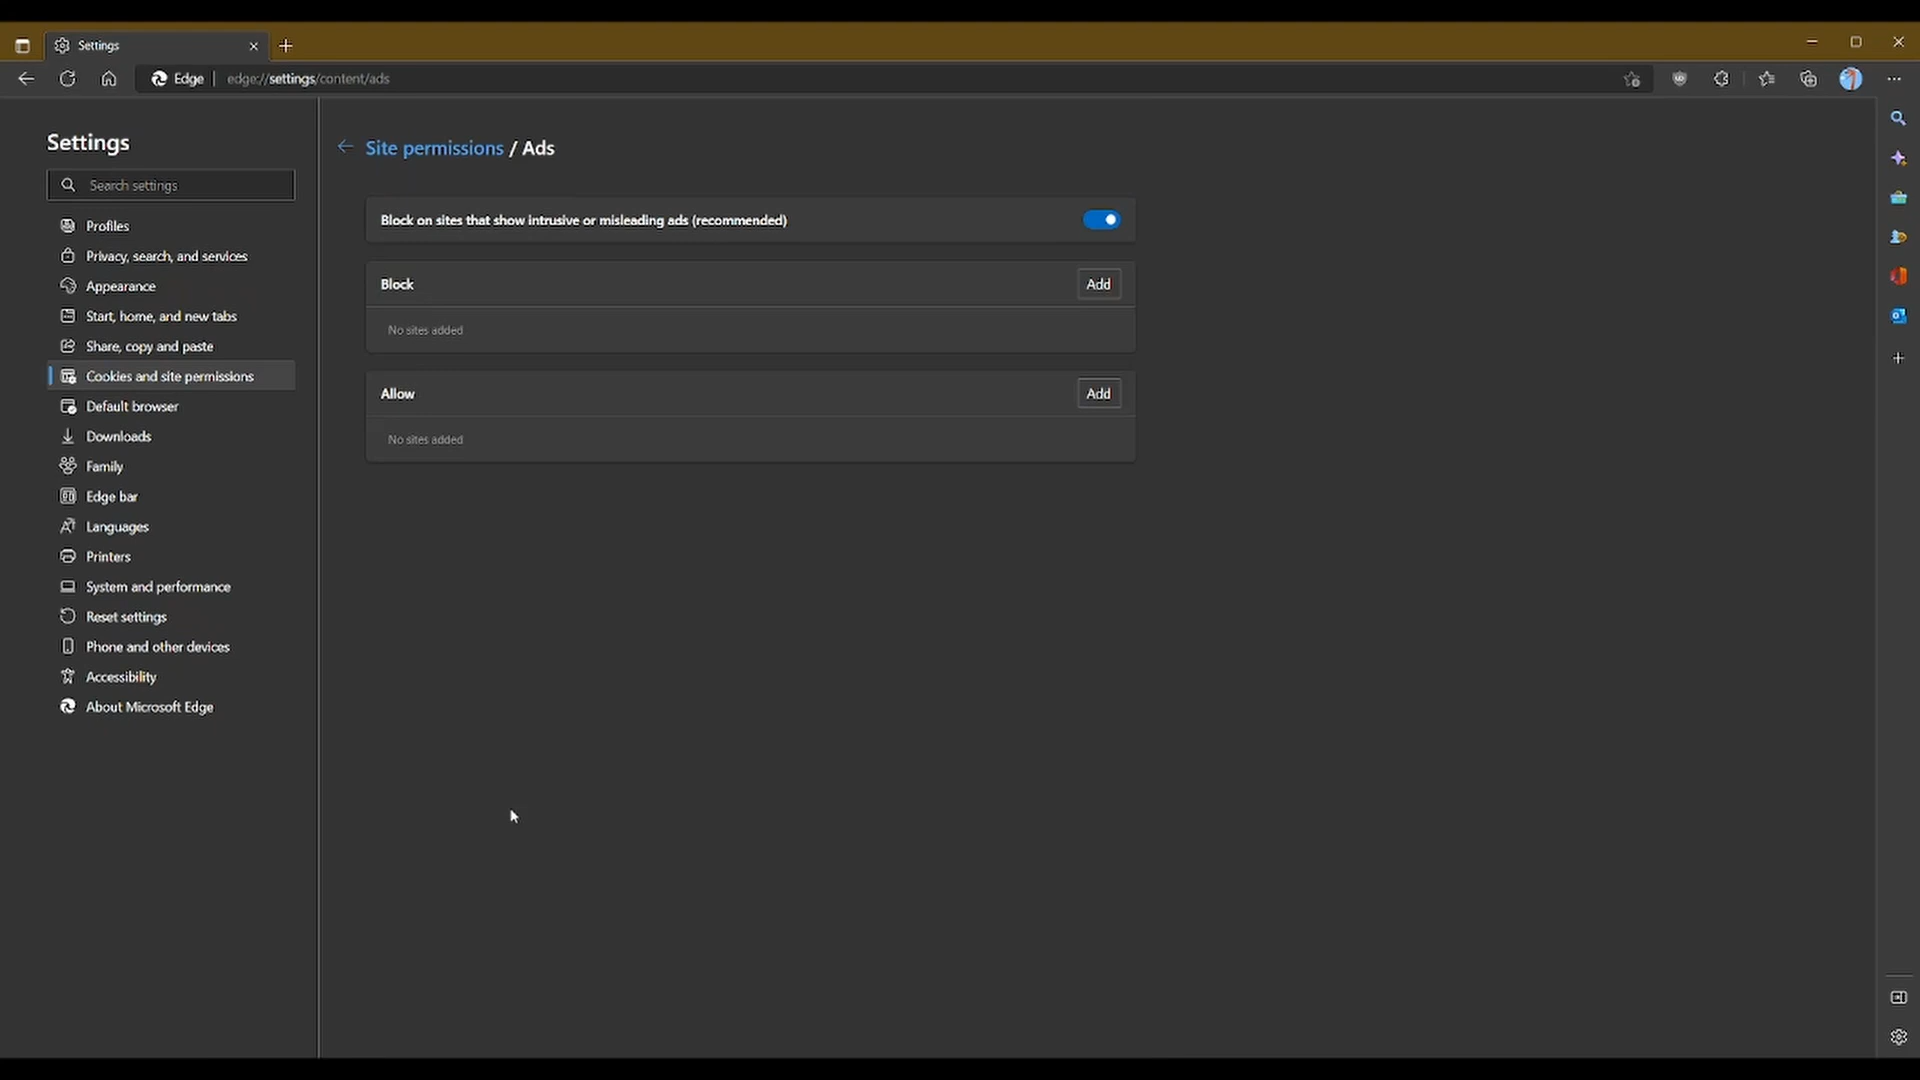 Settings
Edge
edge://settings/content/ads
Settings
Search settings
Profiles
Privacy, search, and services
Appearance
Start, home, and new tabs
Share, copy and paste
Cookies and site permissions
Default browser
Downloads
Family
Edge bar
Languages
Printers
System and performance
Reset settings
Phone and other devices
Accessibility
About Microsoft Edge
Site permissions / Ads
Block on sites that show intrusive or misleading ads (recommended)
Block
Add
No sites added
Allow
Add
No sites added